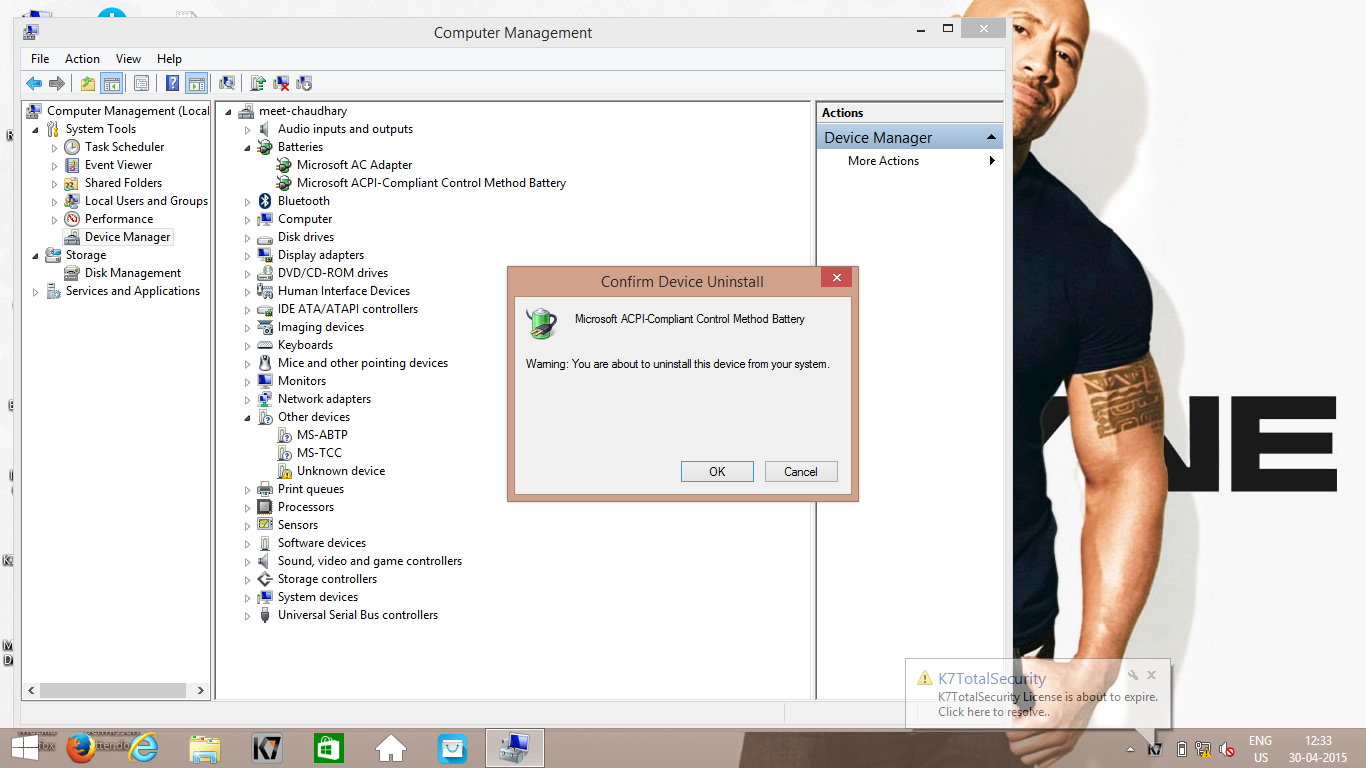 Computer Management
File Action View Help
Computer Management (Local
System Tools
Task Scheduler
Event Viewer
Shared Folders
Local Users and Groups
Performance
Device Manager
Storage
Disk Management
Services and Applications
meet-chaudhary
Audio inputs and outputs
Batteries
Microsoft AC Adapter
Microsoft ACPI-Compliant Control Method Battery
Bluetooth
Computer
Disk drives
Display adapters
DVD/CD-ROM drives
Human Interface Devices
IDE ATA/ATAPI controllers
Imaging devices
Keyboards
Mice and other pointing devices
Monitors
Network adapters
Other devices
MS-ABTP
MS-TCC
Unknown device
Print queues
Processors
Sensors
Software devices
Sound, video and game controllers
Storage controllers
System devices
Universal Serial Bus controllers
Actions
Device Manager
More Actions
Confirm Device Uninstall
Microsoft ACPI-Compliant Control Method Battery
Warning: You are about to uninstall this device from your system.
OK Cancel
NE
K7TotalSecurity
K7TotalSecurity License is about to expire.
Click here to resolve..
K7
K7
ENG
US
12:33
30-04-2015